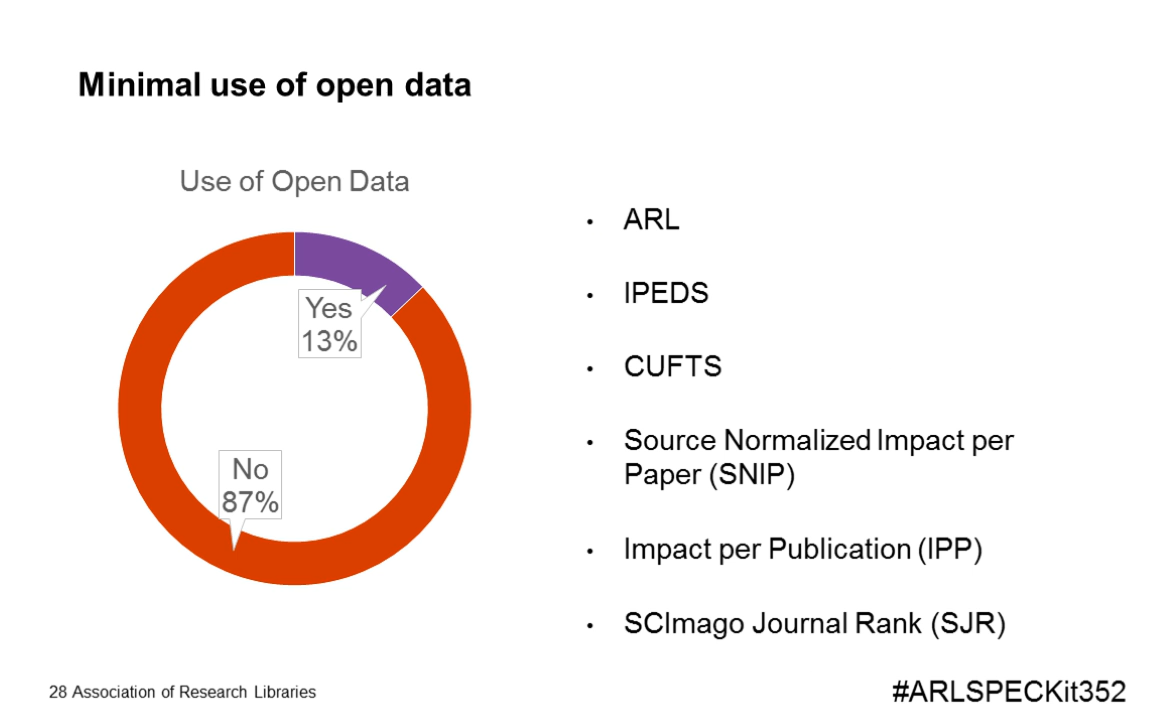 Minimal use of open data
Use of Open Data
Yes
13%
No
87%
• ARL
• IPEDS
• CUFTS
• Source Normalized Impact per
Paper (SNIP)
• Impact per Publication (IPP)
• SCImago Journal Rank (SJR)
28 Association of Research Libraries
#ARLSPECKit352